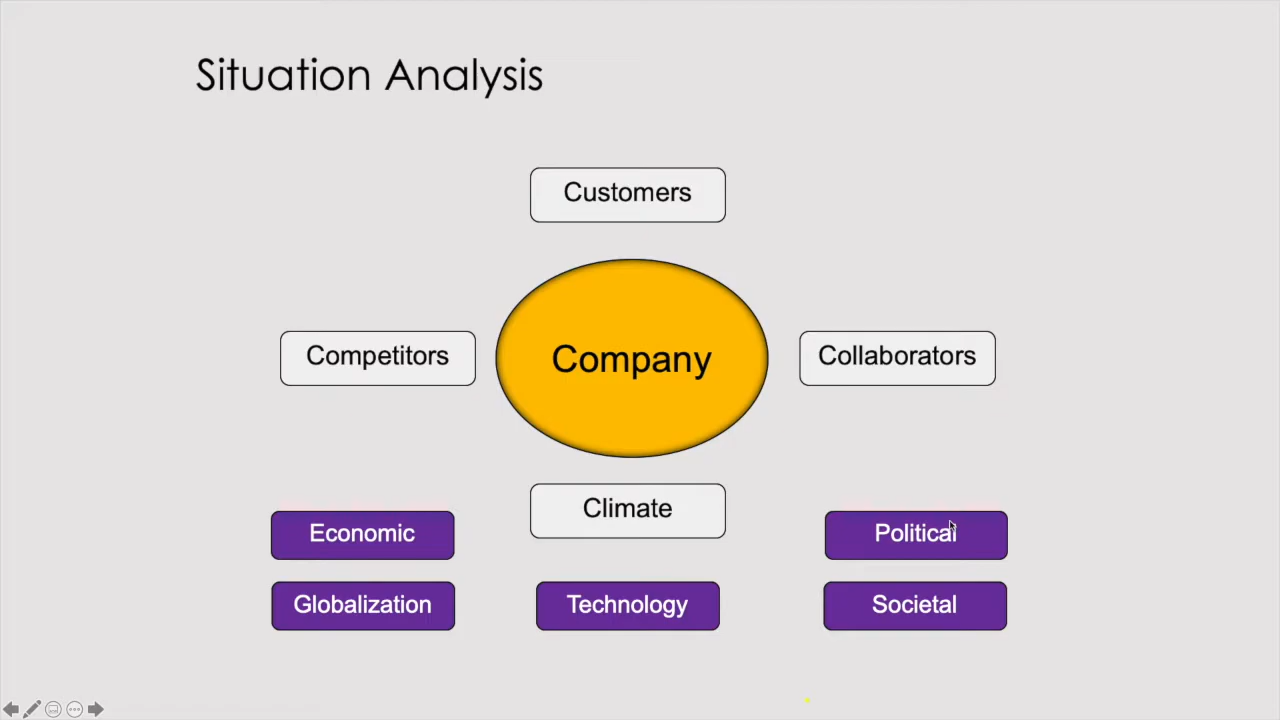 Situation Analysis
Customers
Competitors
Company
Collaborators
Climate
Economic
Political
Globalization
Technology
Societal